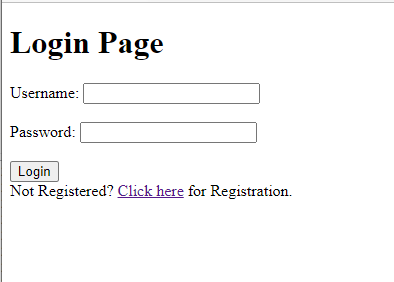 Login Page
Username:
Password:
Login
Not Registered? Click here for Registration.